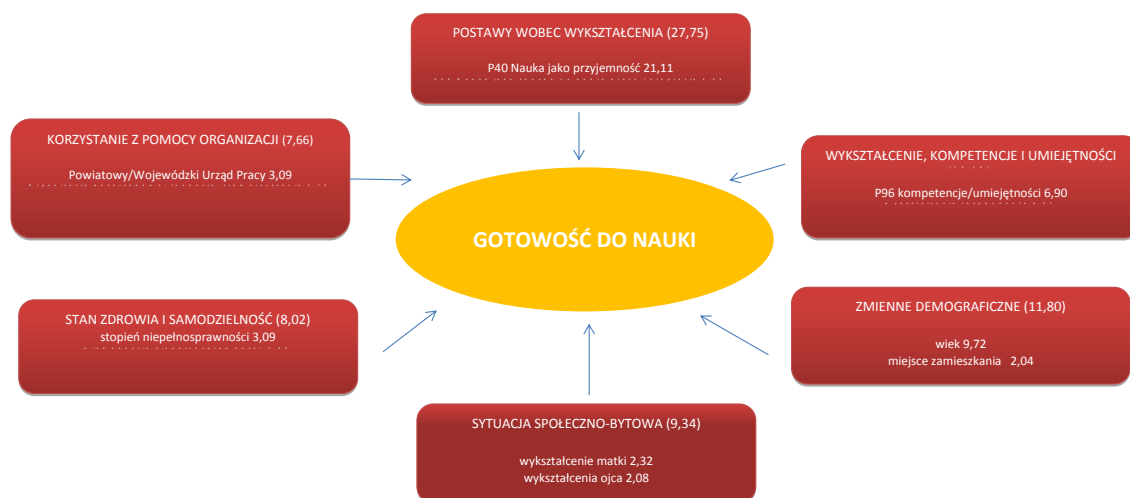 POSTAWY WOBEC WYKSZTAŁCENIA (27,75)
P40 Nauka jako przyjemność 21,11
KORZYSTANIE Z POMOCY ORGANIZACJI (7,66)
Powiatowy/Wojewódzki Urząd Pracy 3,09
WYKSZTAŁCENIE, KOMPETENCJE I UMIEJĘTNOŚCI
P96 kompetencje/umiejętności 6,90
GOTOWOŚĆ DO NAUKI
STAN ZDROWIA I SAMODZIELNOŚĆ (8,02)
stopień niepełnosprawności 3,09
ZMIENNE DEMOGRAFICZNE (11,80)
wiek 9,72
miejsce zamieszkania 2,04
SYTUACJA SPOŁECZNO-BYTOWA (9,34)
wykształcenie matki 2,32
wykształcenia ojca 2,08